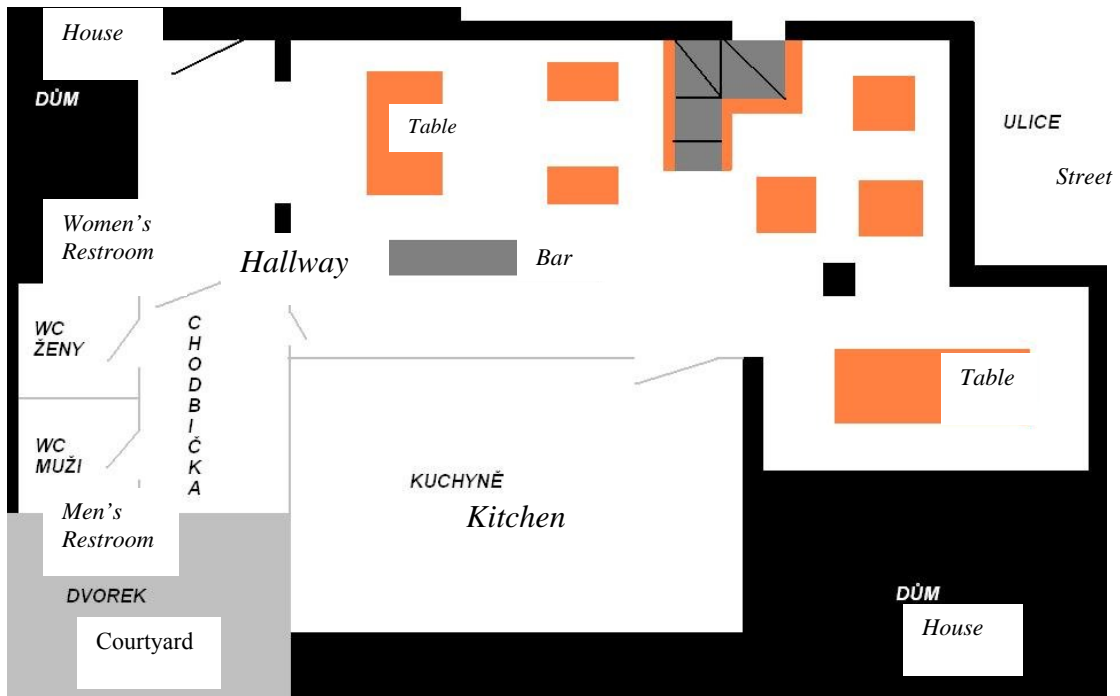 House
DŮM
Table
ULICE
Street
Women's
Restroom
Hallway
Bar
WC
ŽENY
CHODBIČKA
Table
WC
MUŽI
KUCHYNĚ
Kitchen
Men's
Restroom
DVOREK
Courtyard
DŮM
House